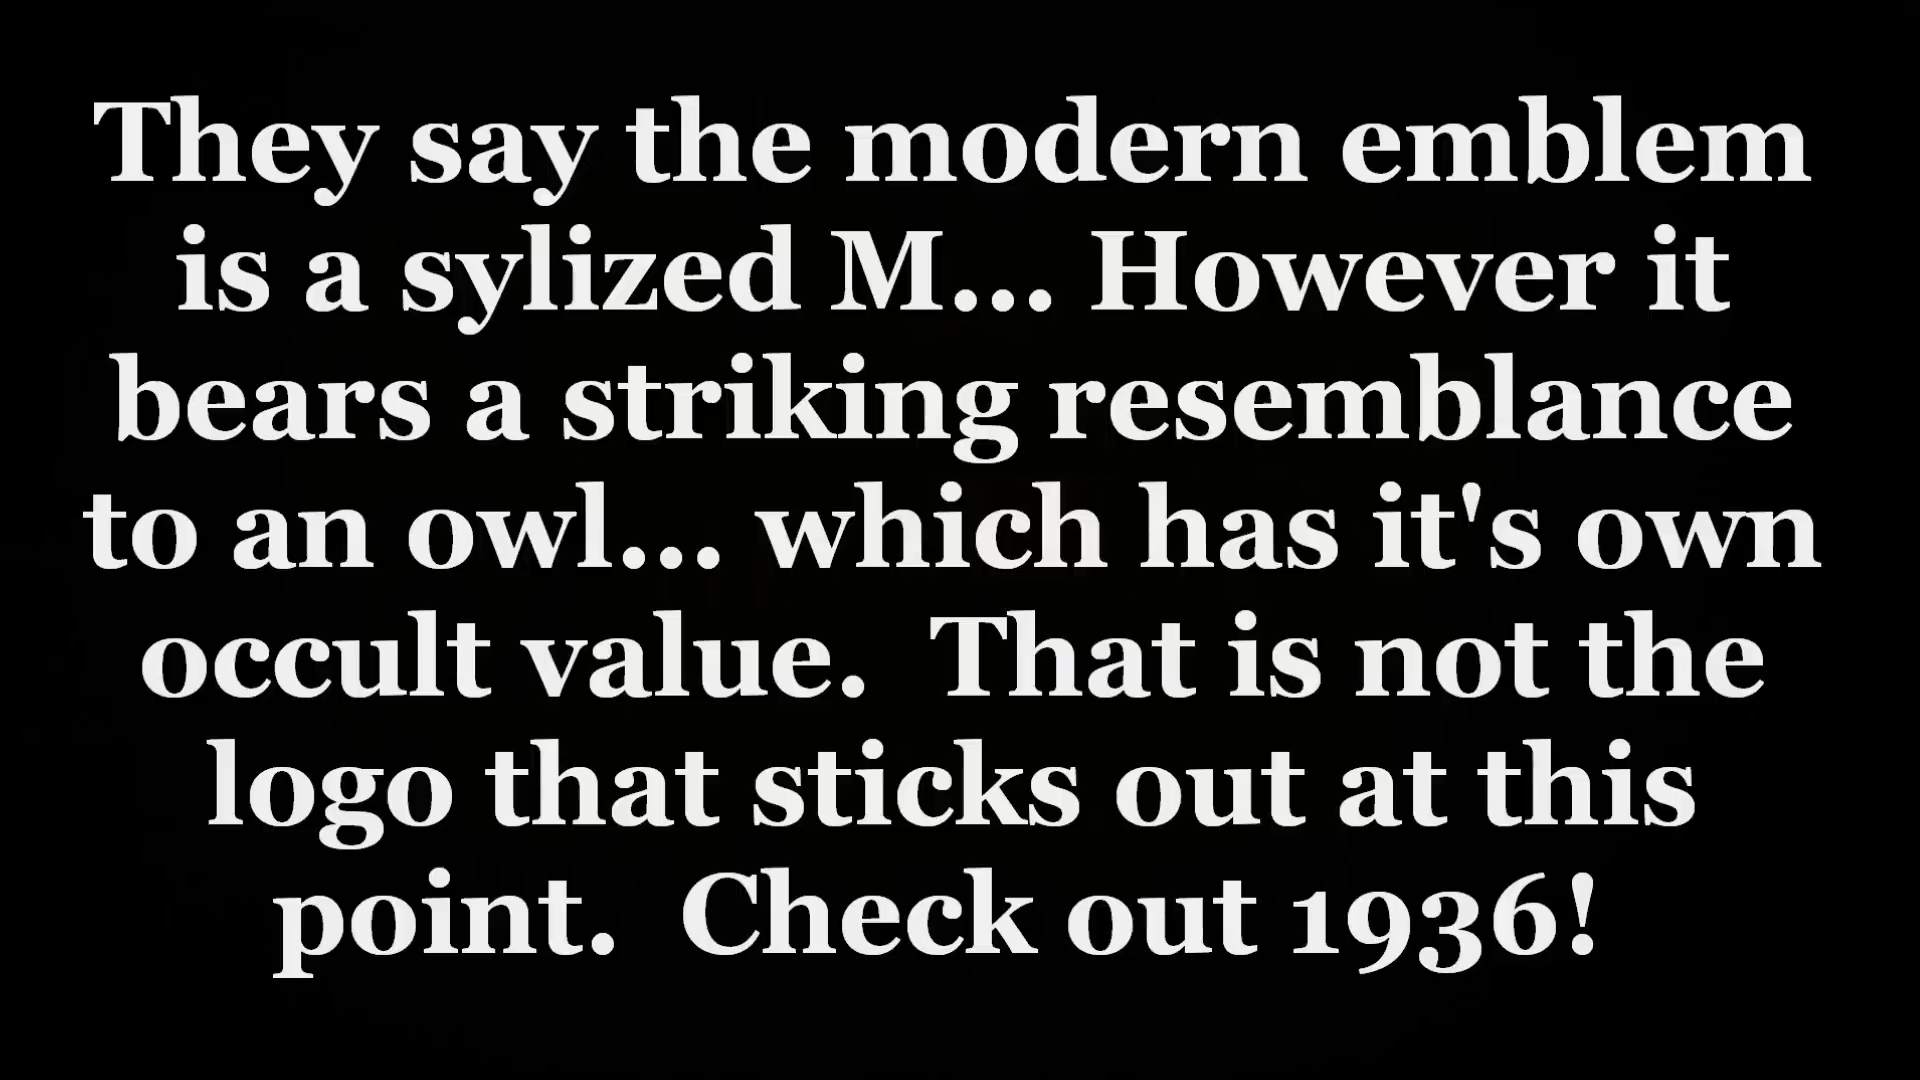 They say the modern emblem
is a sylized M... However it
bears a striking resemblance
to an owl... which has it's own
occult value.  That is not the
logo that sticks out at this
point.  Check out 1936!